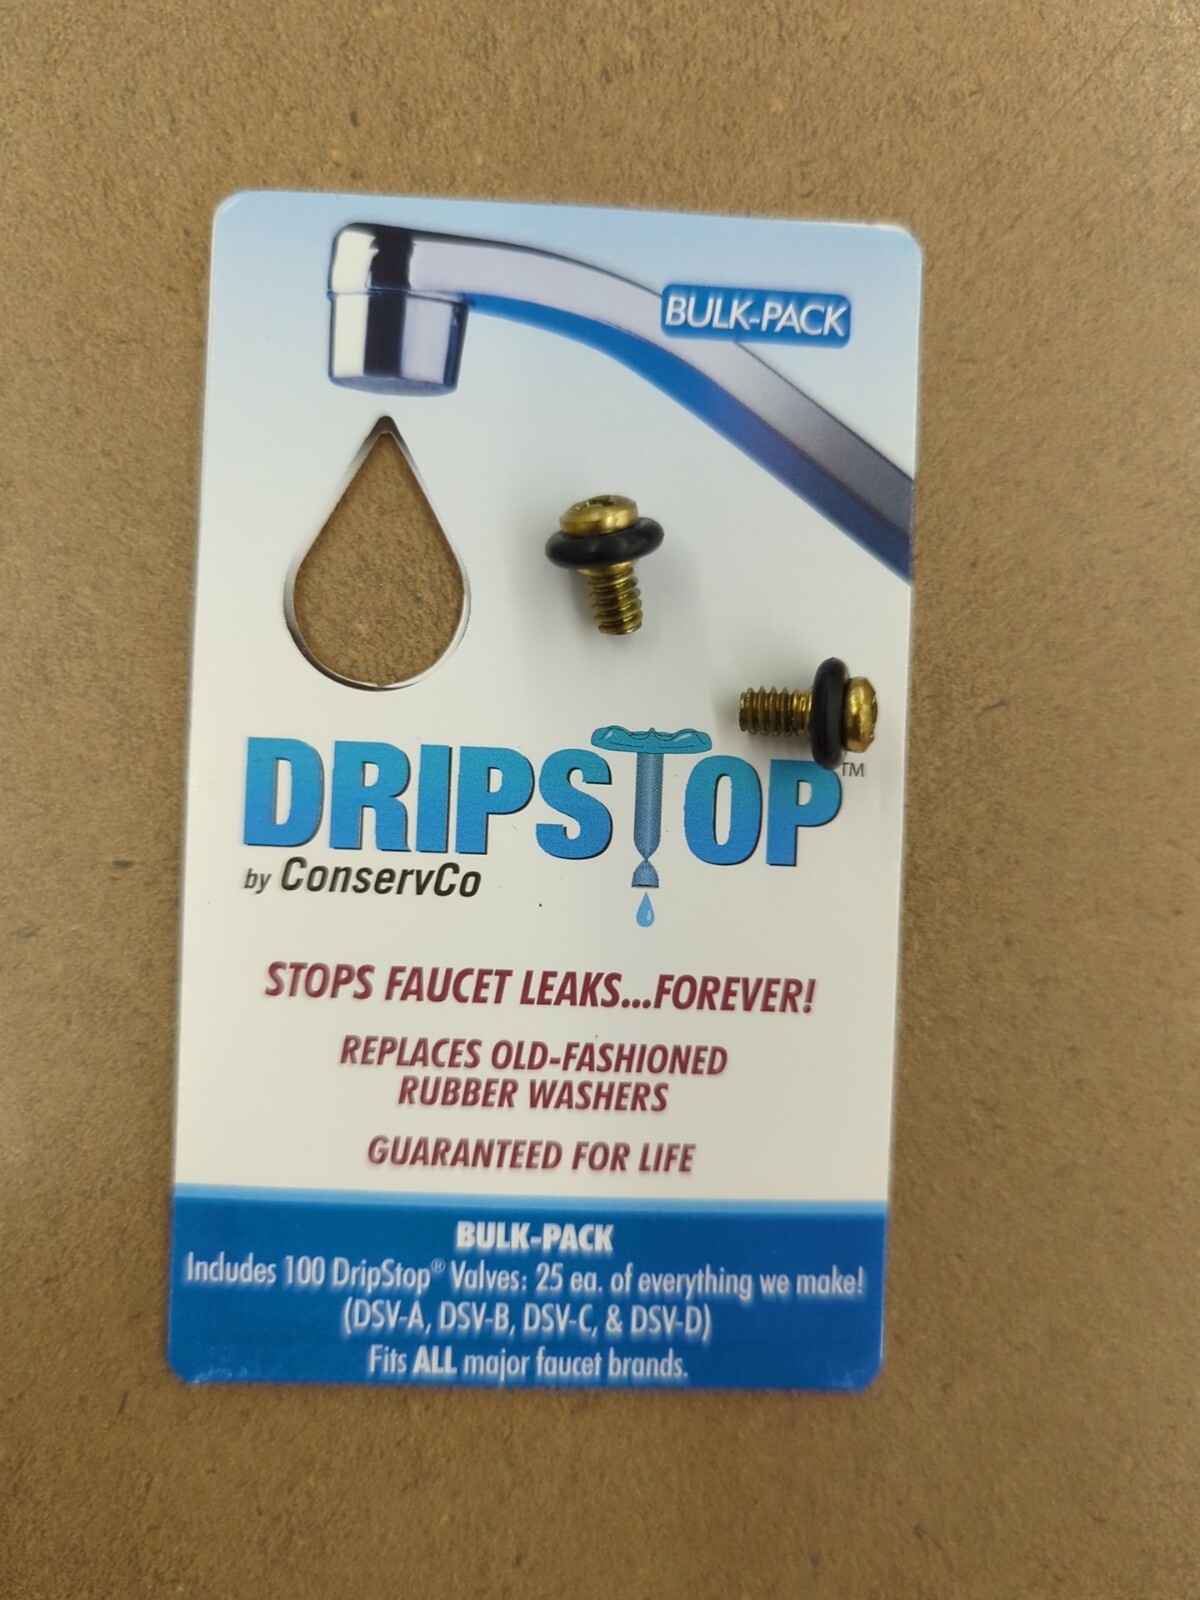 BULK-PACK
DRIPSTOP™
by ConservCo
STOPS FAUCET LEAKS...FOREVER!
REPLACES OLD-FASHIONED
RUBBER WASHERS
GUARANTEED FOR LIFE
BULK-PACK
Includes 100 DripStop® Valves: 25 ea. of everything we make!
(DSV-A, DSV-B, DSV-C, & DSV-D)
Fits ALL major faucet brands.